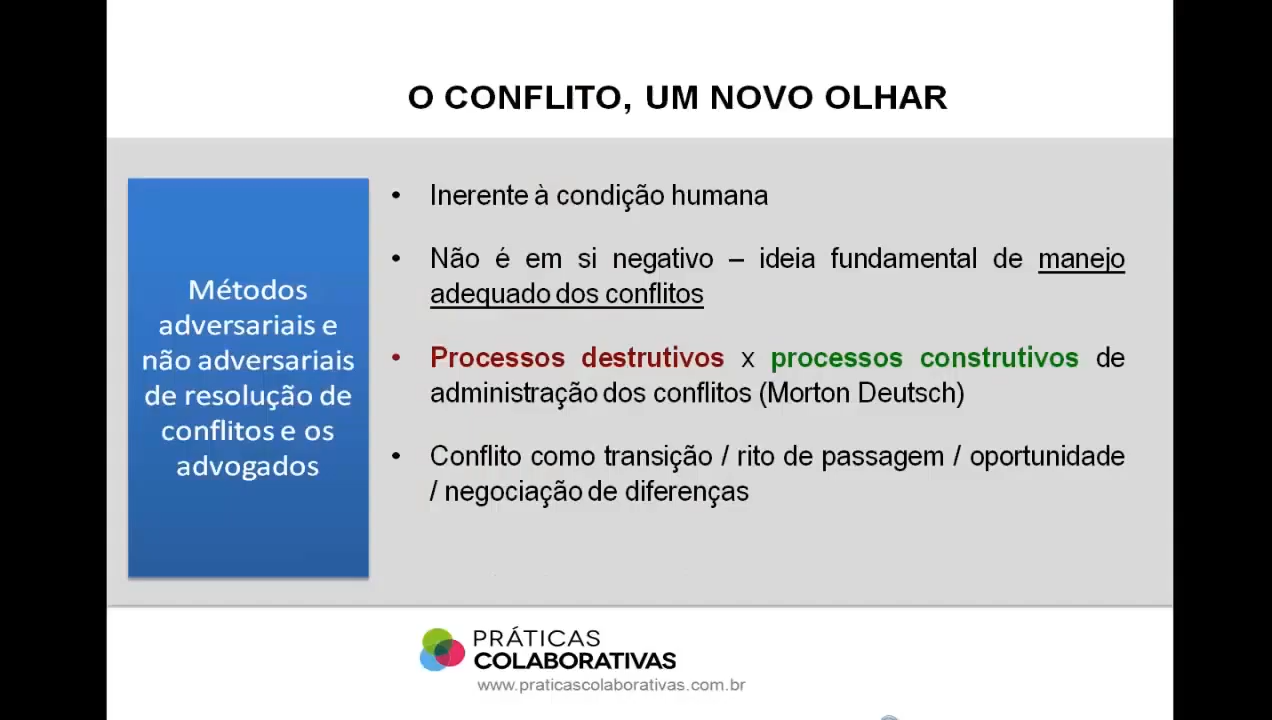 O CONFLITO, UM NOVO OLHAR
Métodos
adversariais e
não adversariais
de resolução de
conflitos e os
advogados
• Inerente à condição humana
• Não é em si negativo – ideia fundamental de manejo
adequado dos conflitos
• Processos destrutivos x processos construtivos de
administração dos conflitos (Morton Deutsch)
• Conflito como transição / rito de passagem / oportunidade
/ negociação de diferenças
PRÁTICAS
COLABORATIVAS
www.praticascolaborativas.com.br